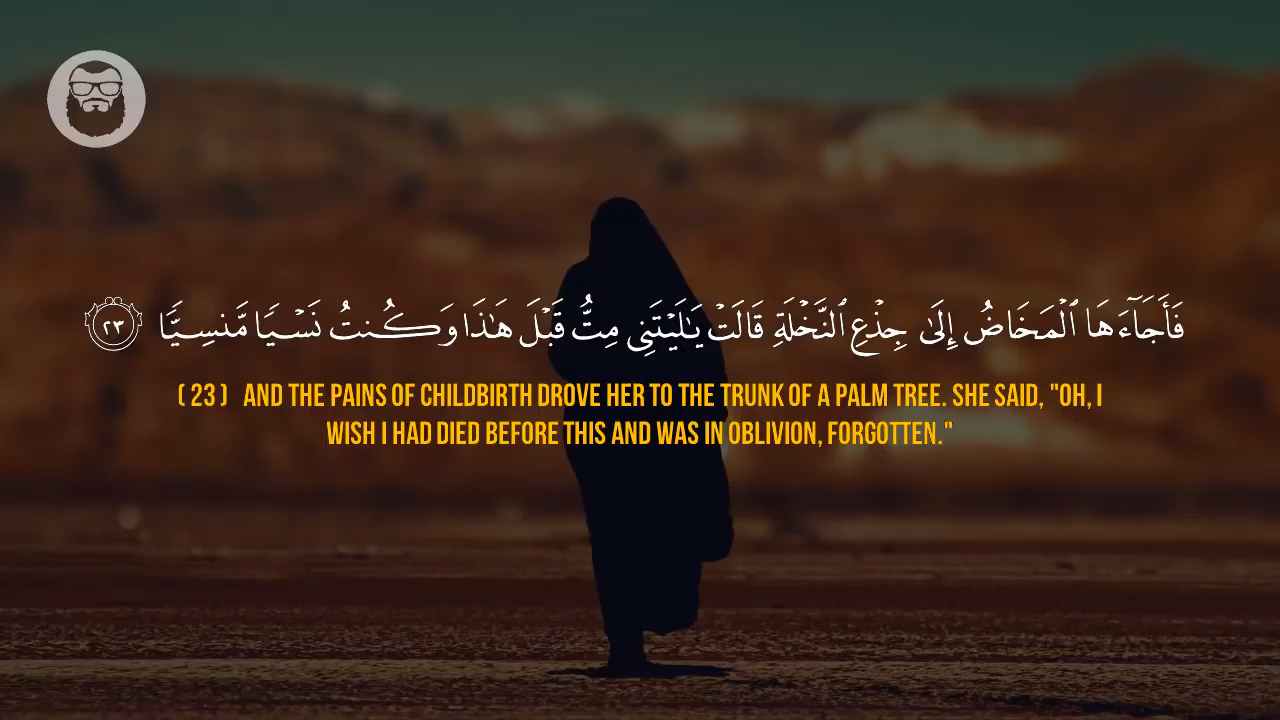 فَأَجَآءَهَا ٱلْمَخَاضُ إِلَىٰ جِذْعِ ٱلنَّخْلَةِ قَالَتْ يَٰلَيْتَنِى مِتُّ قَبْلَ هَٰذَا وَكُنتُ نَسْيًا مَّنسِيًّا ٢٣
( 23 ) AND THE PAINS OF CHILDBIRTH DROVE HER TO THE TRUNK OF A PALM TREE. SHE SAID, "OH, I
WISH I HAD DIED BEFORE THIS AND WAS IN OBLIVION, FORGOTTEN."